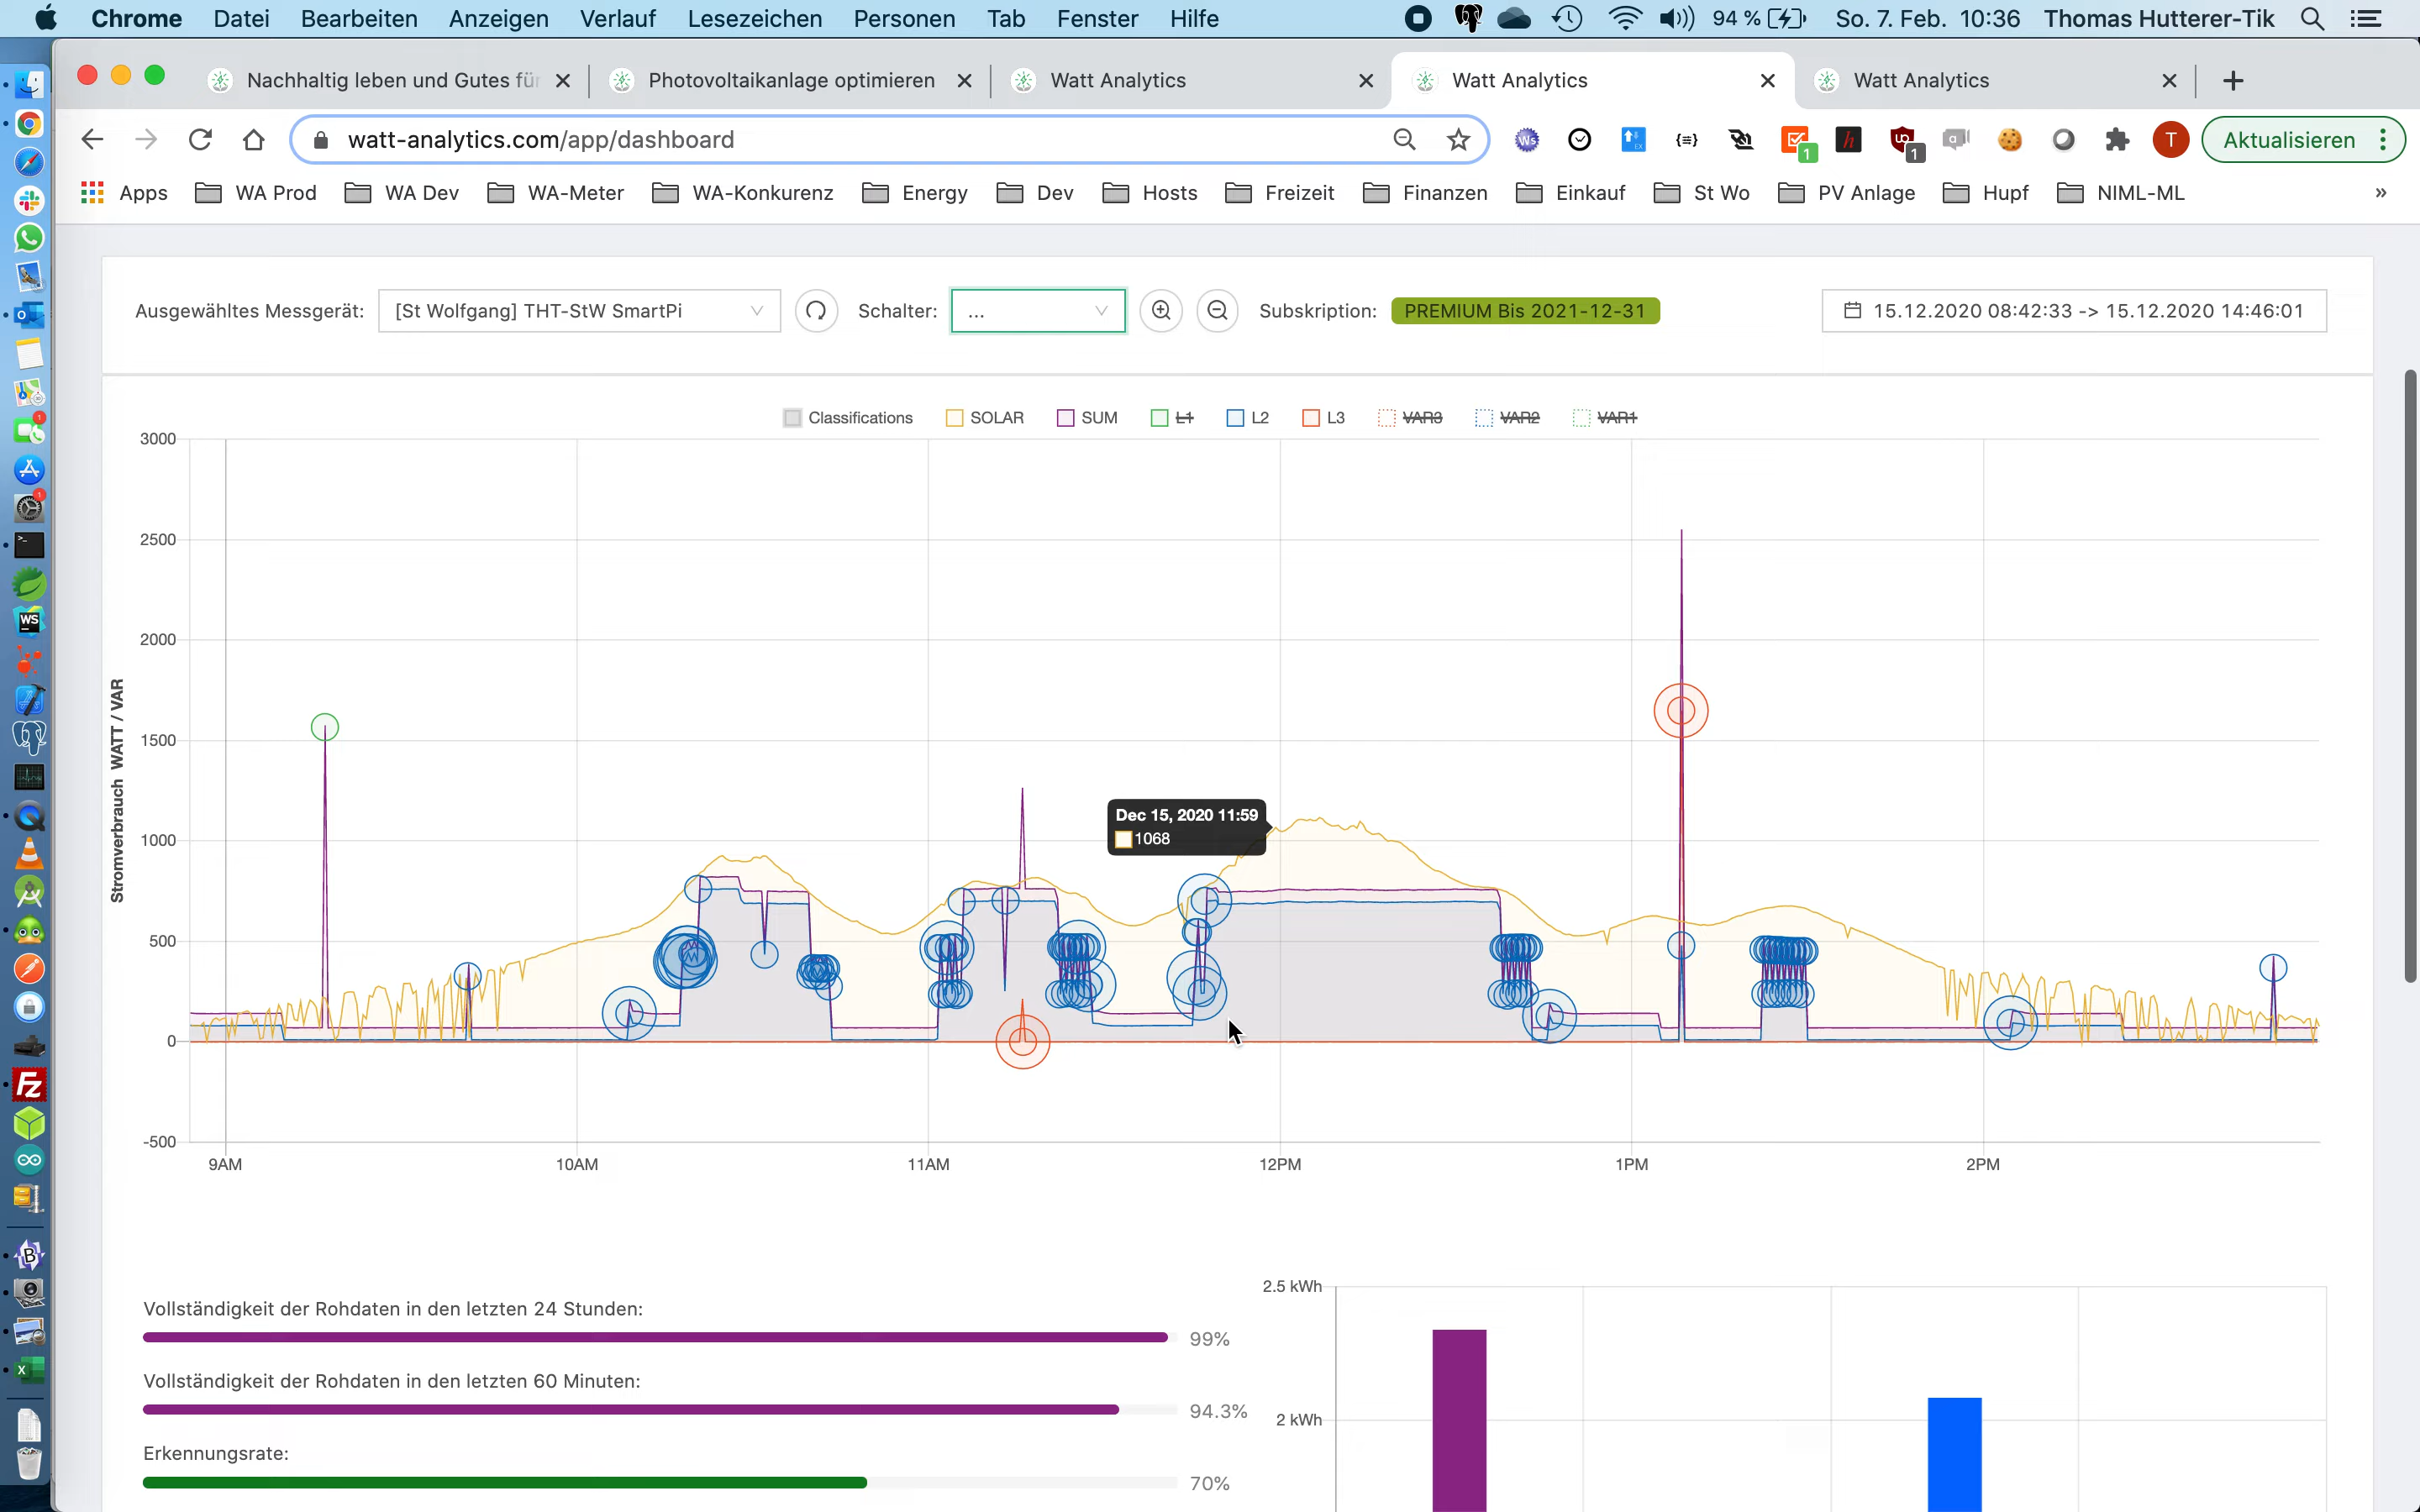 Chrome Datei Bearbeiten Anzeigen Verlauf Lesezeichen Personen Tab Fenster Hilfe 94 % So. 7. Feb. 10:36 Thomas Hutterer-Tik
Nachhaltig leben und Gutes für Photovoltaikanlage optimieren Watt Analytics Watt Analytics Watt Analytics
watt-analytics.com/app/dashboard T Aktualisieren
Apps WA Prod WA Dev WA-Meter WA-Konkurenz Energy Dev Hosts Freizeit Finanzen Einkauf St Wo PV Anlage Hupf NIML-ML »
Ausgewähltes Messgerät: [St Wolfgang] THT-StW SmartPi Schalter: ... Subskription: PREMIUM Bis 2021-12-31 15.12.2020 08:42:33 -> 15.12.2020 14:46:01
Classifications SOLAR SUM L1 L2 L3 VAR3 VAR2 VAR1
Stromverbrauch WATT / VAR
3000
2500
2000
1500
1000
500
0
-500
Dec 15, 2020 11:59
1068
9AM 10AM 11AM 12PM 1PM 2PM
Vollständigkeit der Rohdaten in den letzten 24 Stunden:
99%
Vollständigkeit der Rohdaten in den letzten 60 Minuten:
94.3%
Erkennungsrate:
70%
2.5 kWh
2 kWh